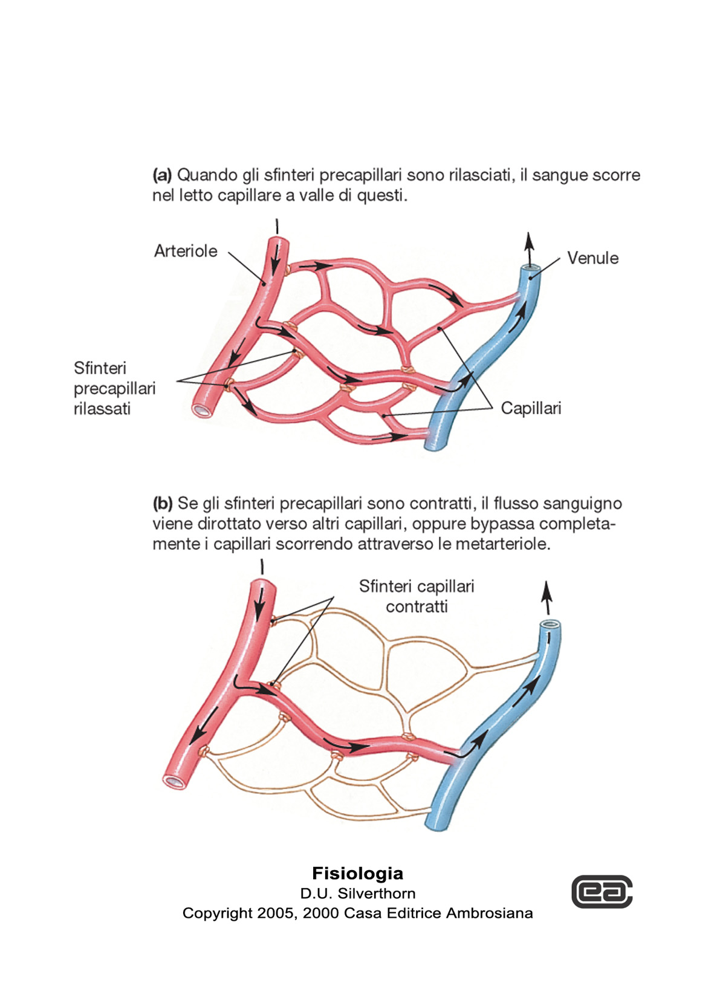 (a) Quando gli sfinteri precapillari sono rilasciati, il sangue scorre
nel letto capillare a valle di questi.
Arteriole
Venule
Sfinteri
precapillari
rilassati
Capillari
(b) Se gli sfinteri precapillari sono contratti, il flusso sanguigno
viene dirottato verso altri capillari, oppure bypassa completa-
mente i capillari scorrendo attraverso le metarteriole.
Sfinteri capillari
contratti
Fisiologia
D.U. Silverthorn
Copyright 2005, 2000 Casa Editrice Ambrosiana
ea